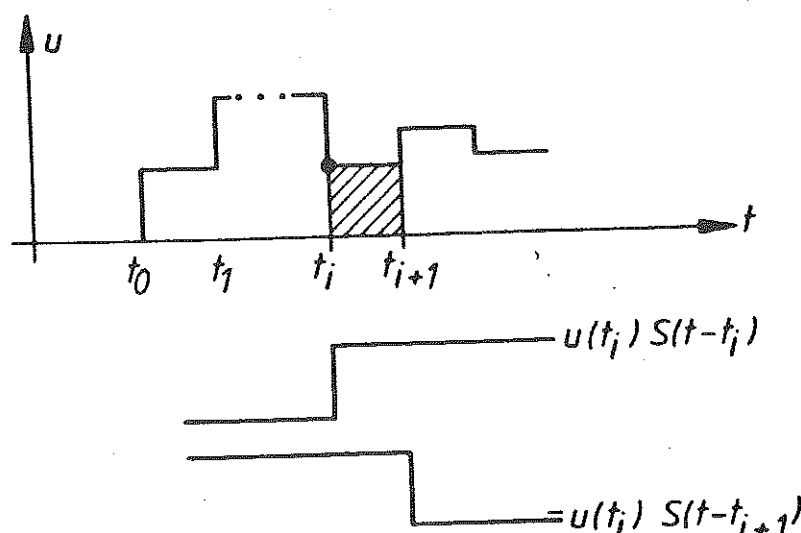 u
t
t₀ t₁ tᵢ tᵢ₊₁
u(tᵢ) S(t-tᵢ)
-u(tᵢ) S(t-tᵢ₊₁)